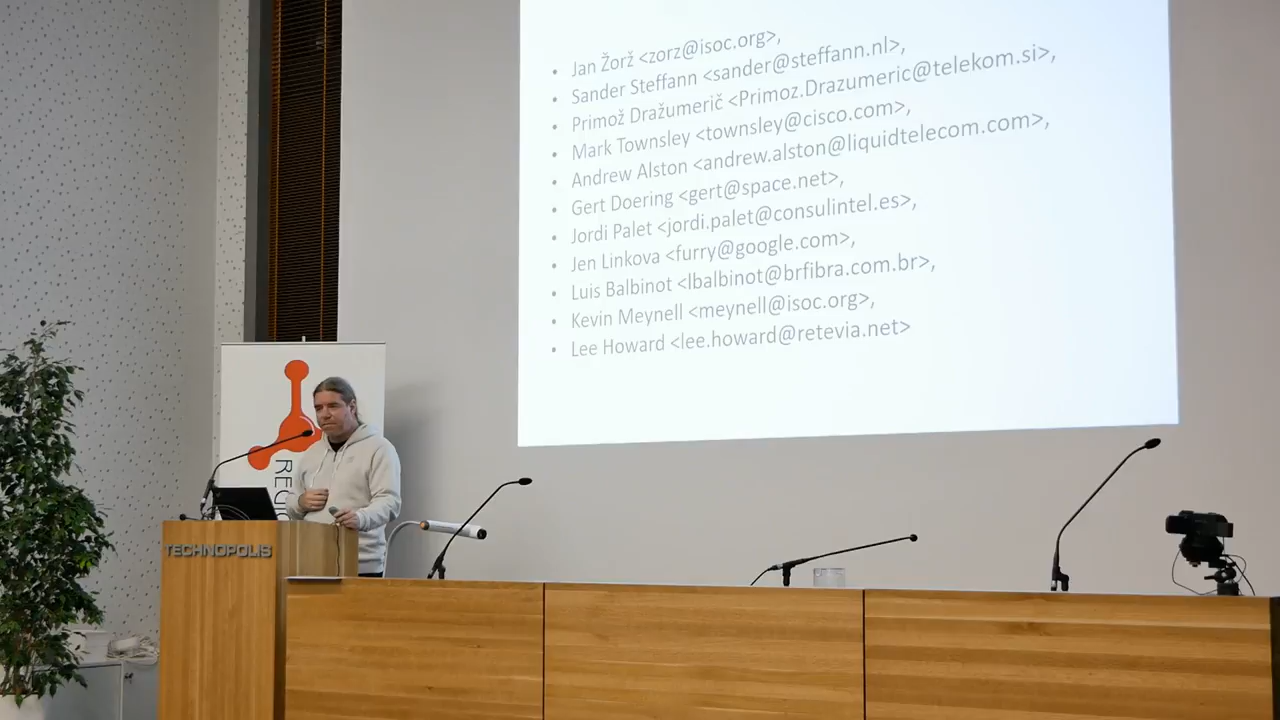 • Jan Žorž <zorz@isoc.org>,
• Sander Steffann <sander@steffann.nl>,
• Primož Dražumerič <Primoz.Drazumeric@telekom.si>,
• Mark Townsley <townsley@cisco.com>,
• Andrew Alston <andrew.alston@liquidtelecom.com>,
• Gert Doering <gert@space.net>,
• Jordi Palet <jordi.palet@consulintel.es>,
• Jen Linkova <furry@google.com>,
• Luis Balbinot <lbalbinot@brfibra.com.br>,
• Kevin Meynell <meynell@isoc.org>,
• Lee Howard <lee.howard@retevia.net>
TECHNOPOLIS